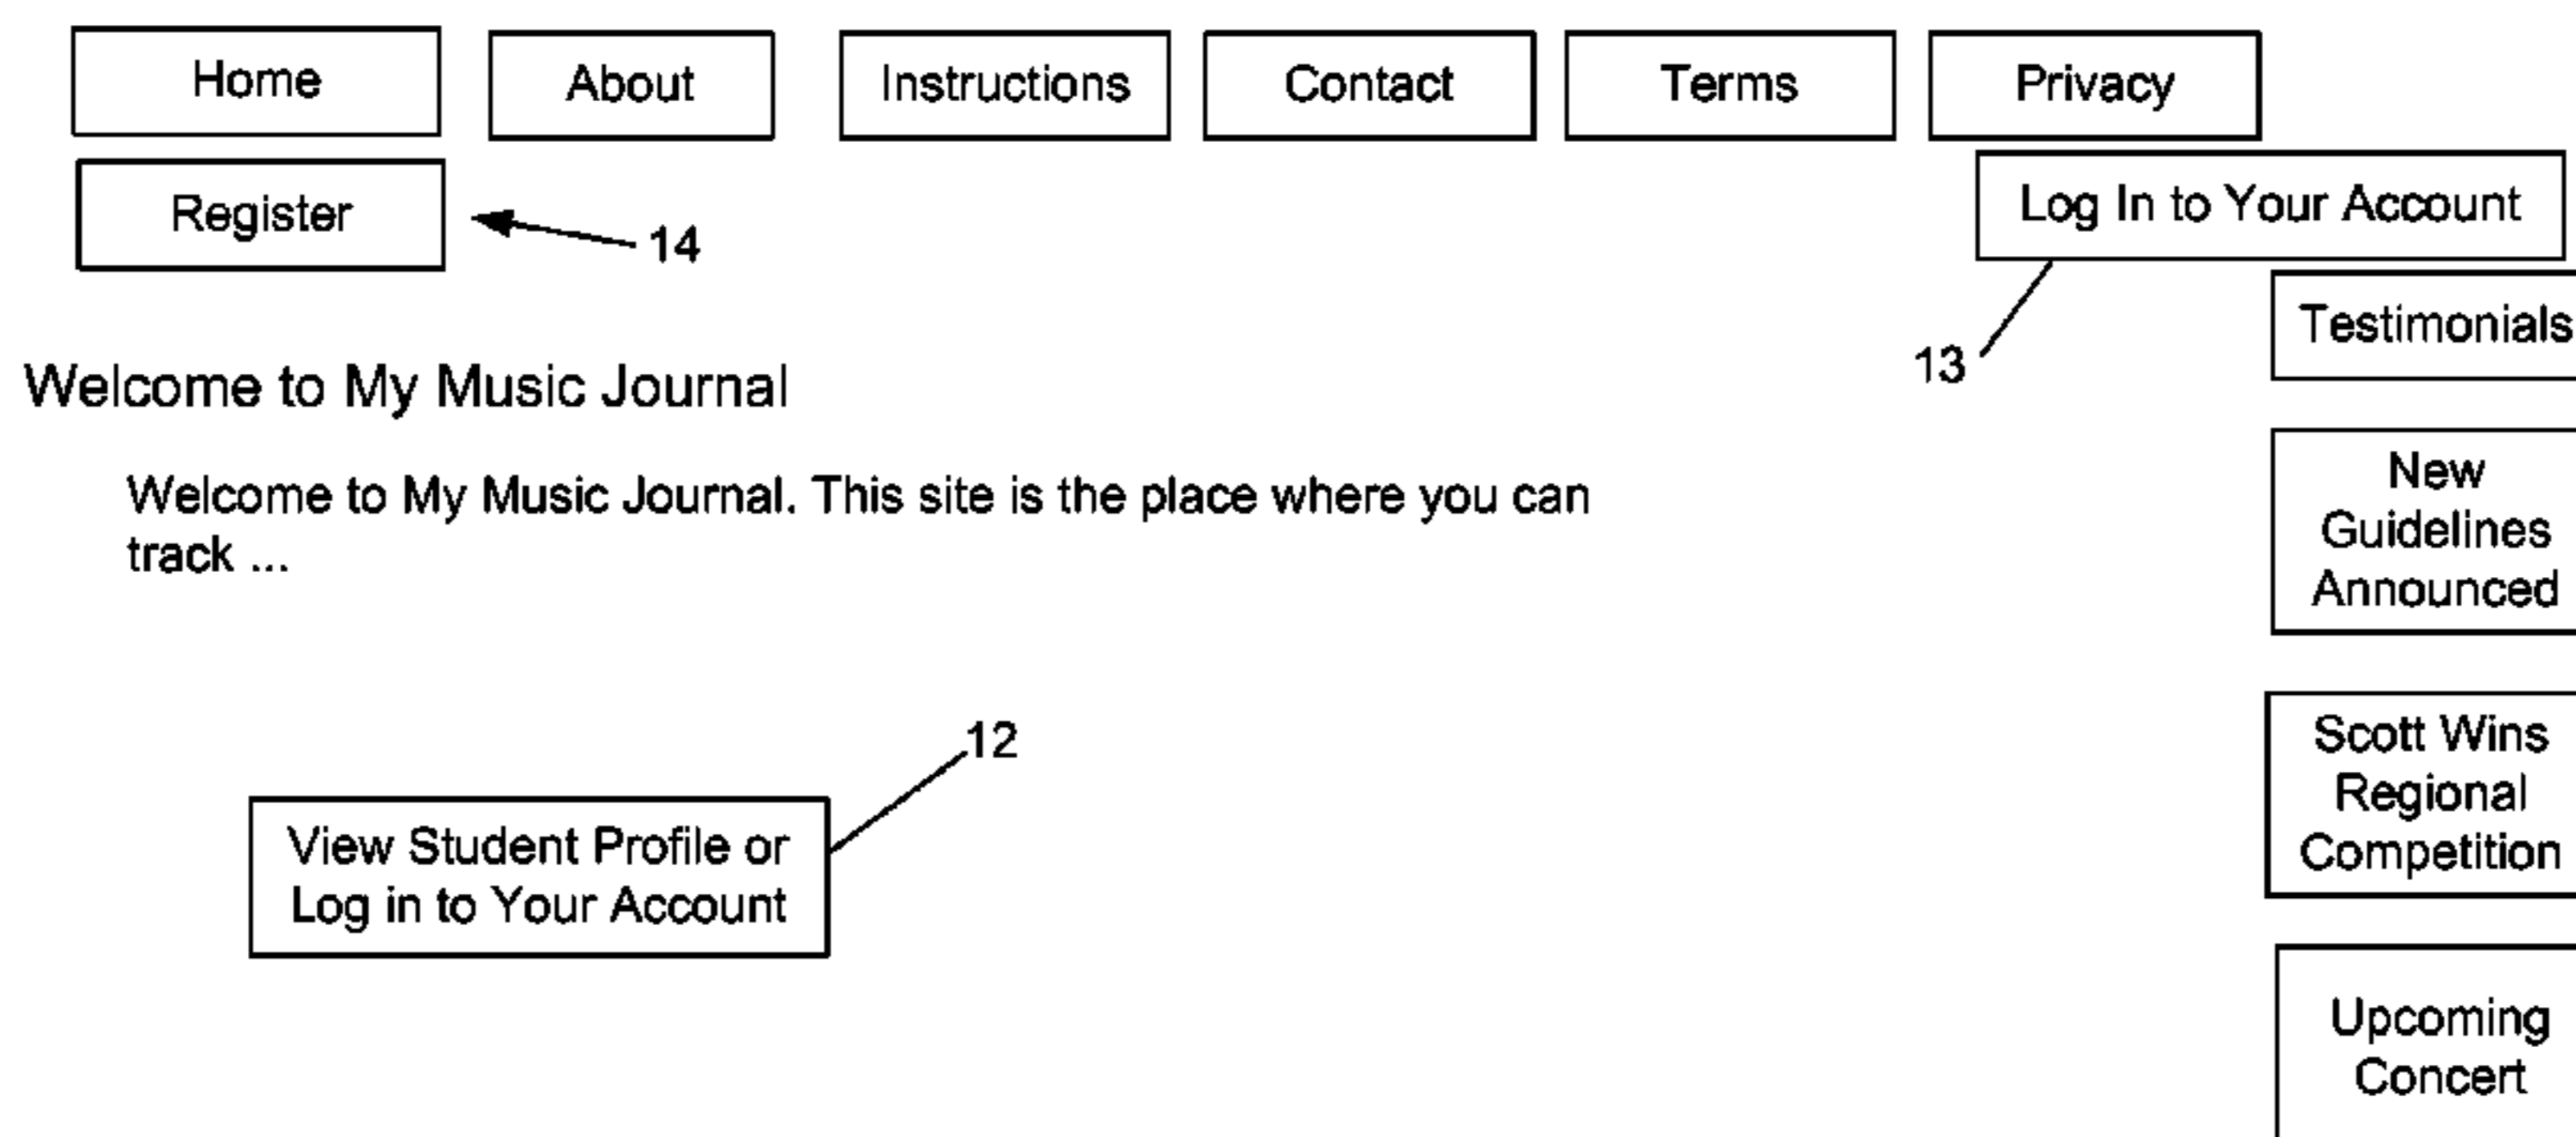 Home
About
Instructions
Contact
Terms
Privacy
Register
14
Log In to Your Account
13
Testimonials
Welcome to My Music Journal
Welcome to My Music Journal. This site is the place where you can
track ...
New
Guidelines
Announced
12
Scott Wins
Regional
Competition
View Student Profile or
Log in to Your Account
Upcoming
Concert